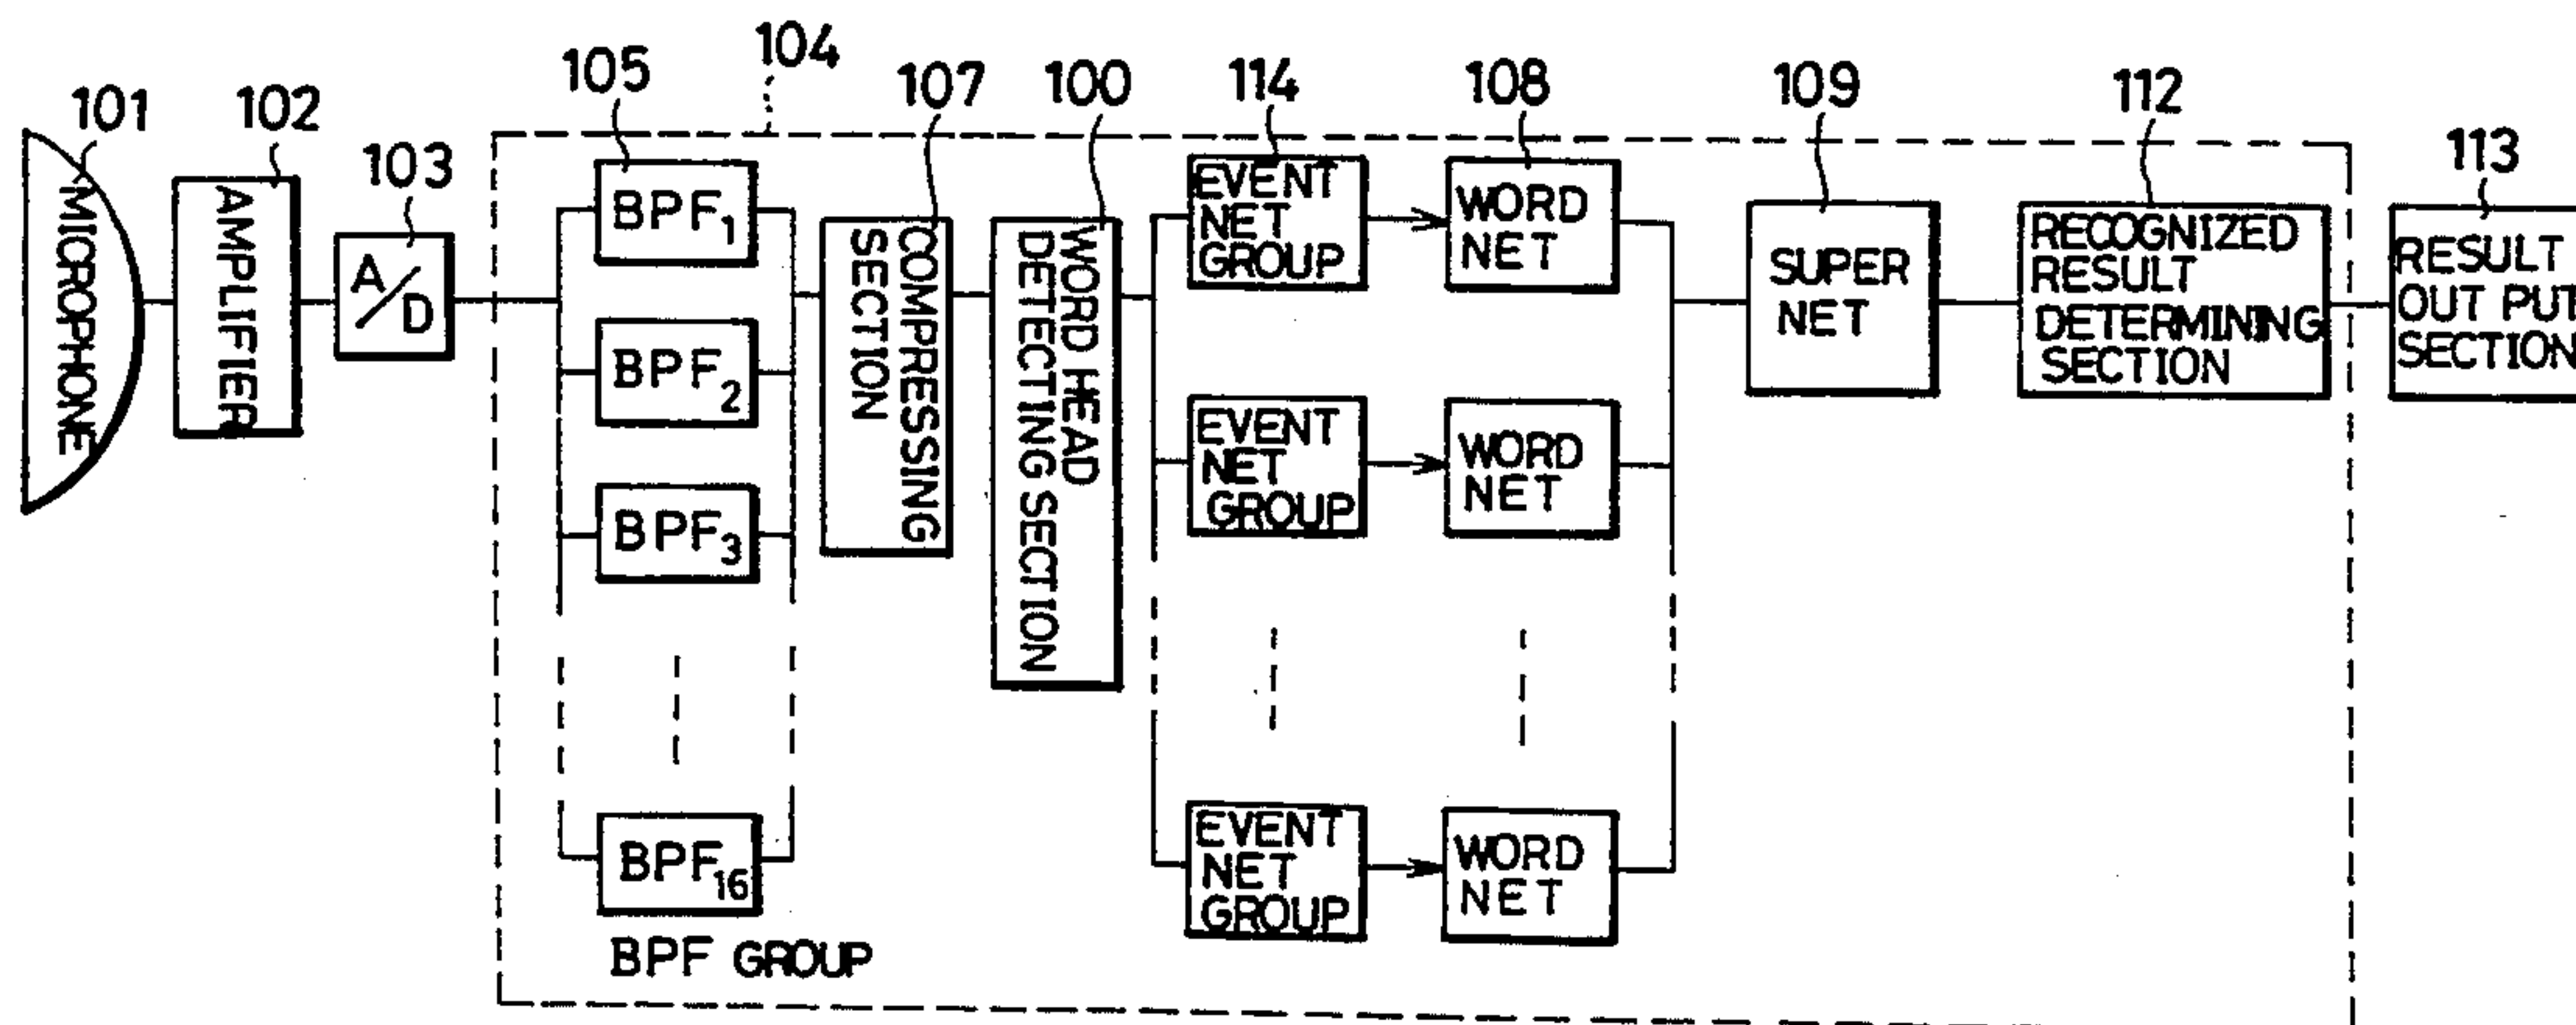 101
102
103
105
104
107
100
114
108
109
112
113
MICROPHONE
AMPLIFIER
A/D
BPF1
BPF2
BPF3
BPF16
BPF GROUP
COMPRESSING
SECTION
WORD HEAD
DETECTING SECTION
EVENT
NET
GROUP
WORD
NET
EVENT
NET
GROUP
WORD
NET
EVENT
NET
GROUP
WORD
NET
SUPER
NET
RECOGNIZED
RESULT
DETERMINING
SECTION
RESULT
OUT PUT
SECTION